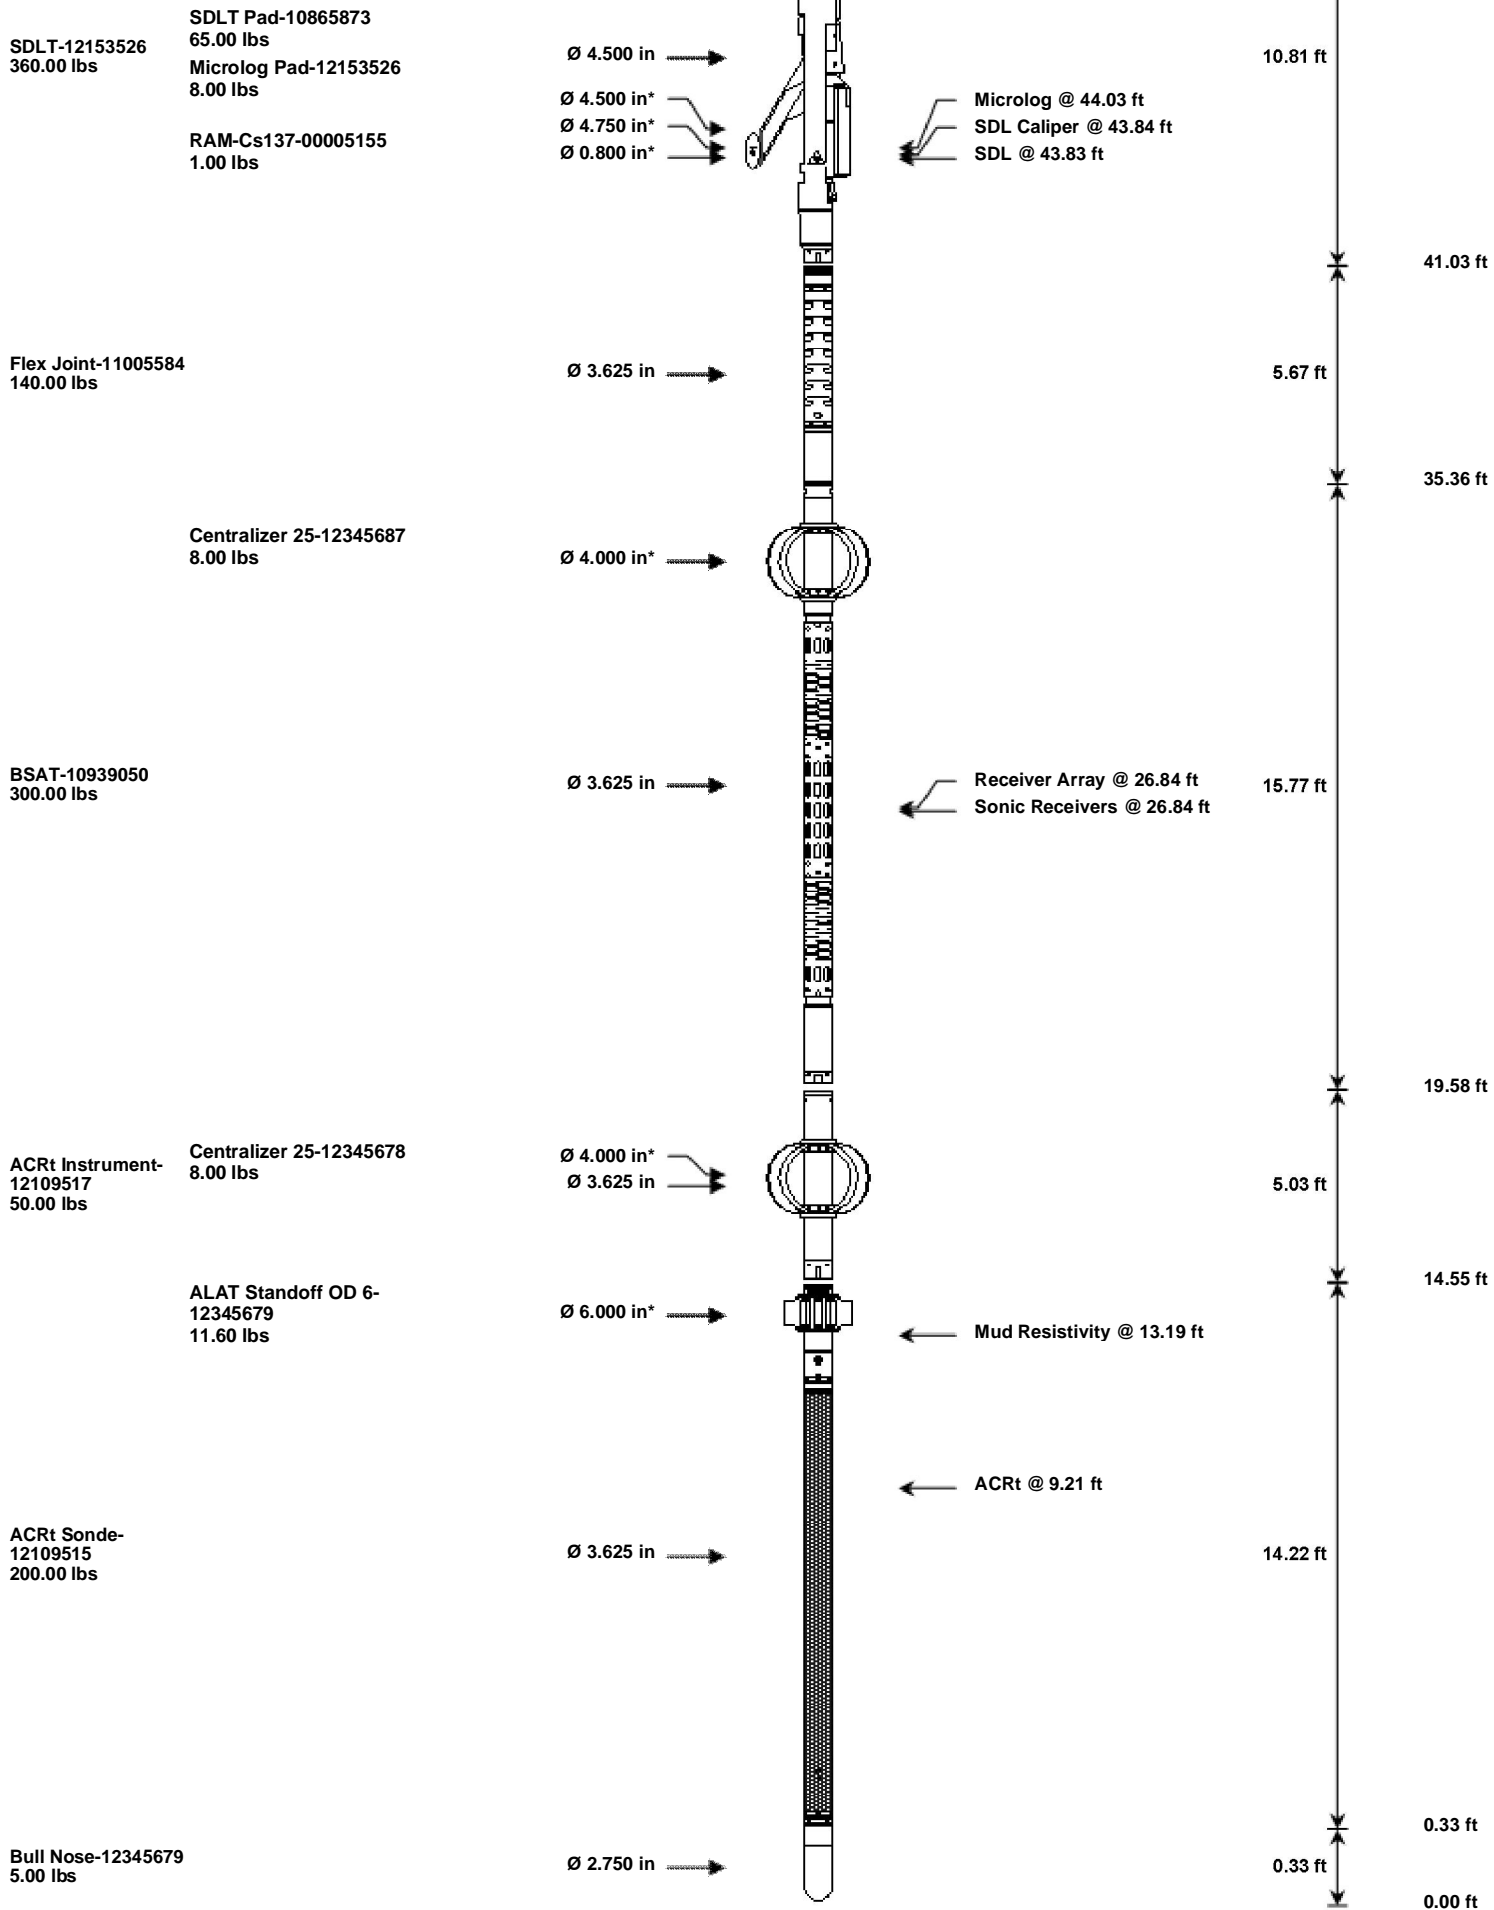 SDLT-12153526
360.00 lbs
SDLT Pad-10865873
65.00 lbs
Microlog Pad-12153526
8.00 lbs
RAM-Cs137-00005155
1.00 lbs
Ø 4.500 in
Ø 4.500 in*
Ø 4.750 in*
Ø 0.800 in*
Microlog @ 44.03 ft
SDL Caliper @ 43.84 ft
SDL @ 43.83 ft
10.81 ft
41.03 ft
Flex Joint-11005584
140.00 lbs
Ø 3.625 in
5.67 ft
35.36 ft
Centralizer 25-12345687
8.00 lbs
Ø 4.000 in*
BSAT-10939050
300.00 lbs
Ø 3.625 in
Receiver Array @ 26.84 ft
Sonic Receivers @ 26.84 ft
15.77 ft
19.58 ft
ACRt Instrument-
12109517
50.00 lbs
Centralizer 25-12345678
8.00 lbs
Ø 4.000 in*
Ø 3.625 in
5.03 ft
14.55 ft
ALAT Standoff OD 6-
12345679
11.60 lbs
Ø 6.000 in*
Mud Resistivity @ 13.19 ft
ACRt @ 9.21 ft
ACRt Sonde-
12109515
200.00 lbs
Ø 3.625 in
14.22 ft
0.33 ft
Bull Nose-12345679
5.00 lbs
Ø 2.750 in
0.33 ft
0.00 ft